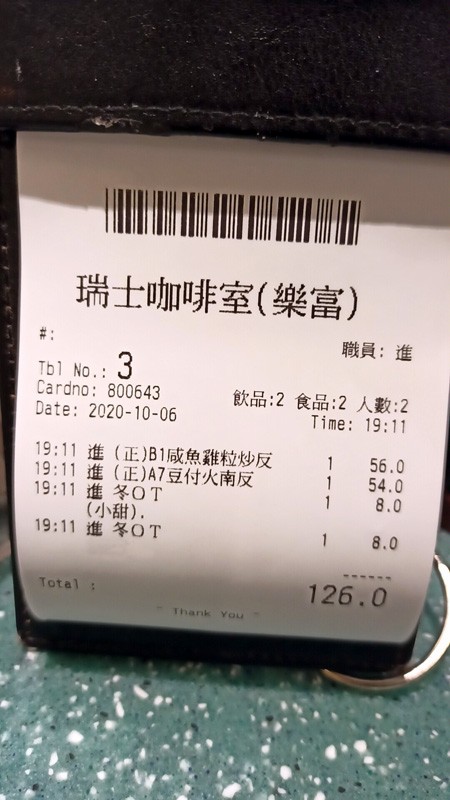 瑞士咖啡室(樂富)
#:
職員: 進
Tbl No.: 3
Cardno: 800643
飲品:2 食品:2 人數:2
Date: 2020-10-06
Time: 19:11
19:11 進 (正)B1咸魚雞粒炒反 1 56.0
19:11 進 (正)A7豆付火南反 1 54.0
19:11 進 冬OT 1 8.0
(小甜).
19:11 進 冬OT 1 8.0
------
Total : 126.0
~ Thank You ~